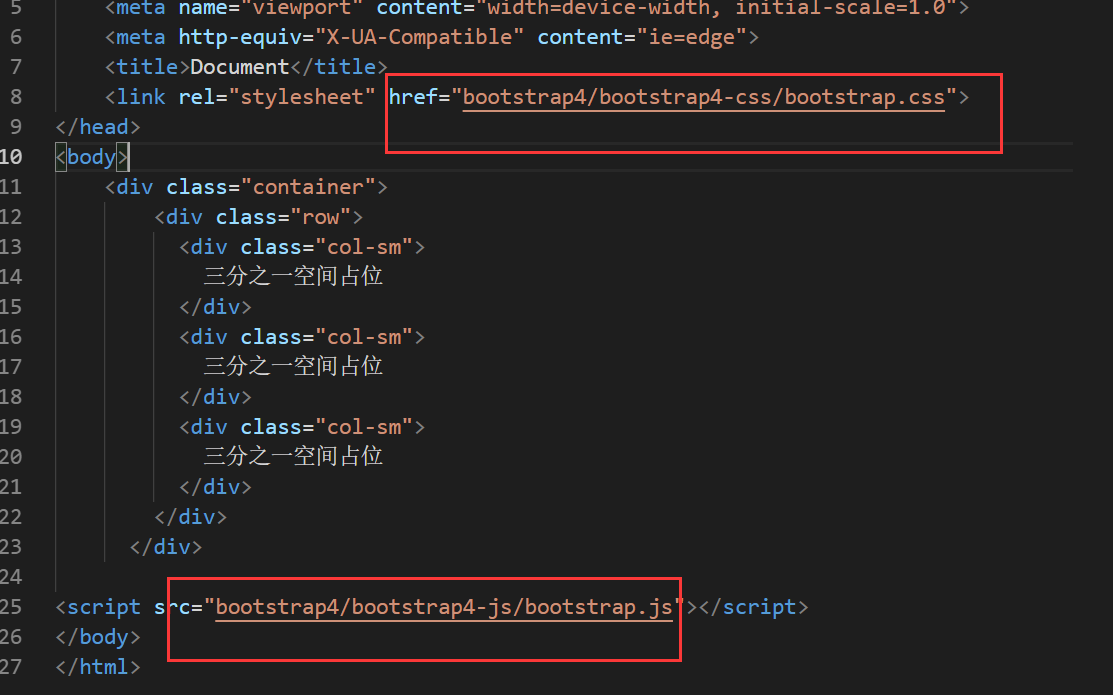 5 <meta name="viewport" content="width=device-width, initial-scale=1.0">
6 <meta http-equiv="X-UA-Compatible" content="ie=edge">
7 <title>Document</title>
8 <link rel="stylesheet" href="bootstrap4/bootstrap4-css/bootstrap.css">
9 </head>
10 <body>
11 <div class="container">
12 <div class="row">
13 <div class="col-sm">
14 三分之一空间占位
15 </div>
16 <div class="col-sm">
17 三分之一空间占位
18 </div>
19 <div class="col-sm">
20 三分之一空间占位
21 </div>
22 </div>
23 </div>
24
25 <script src="bootstrap4/bootstrap4-js/bootstrap.js"></script>
26 </body>
27 </html>